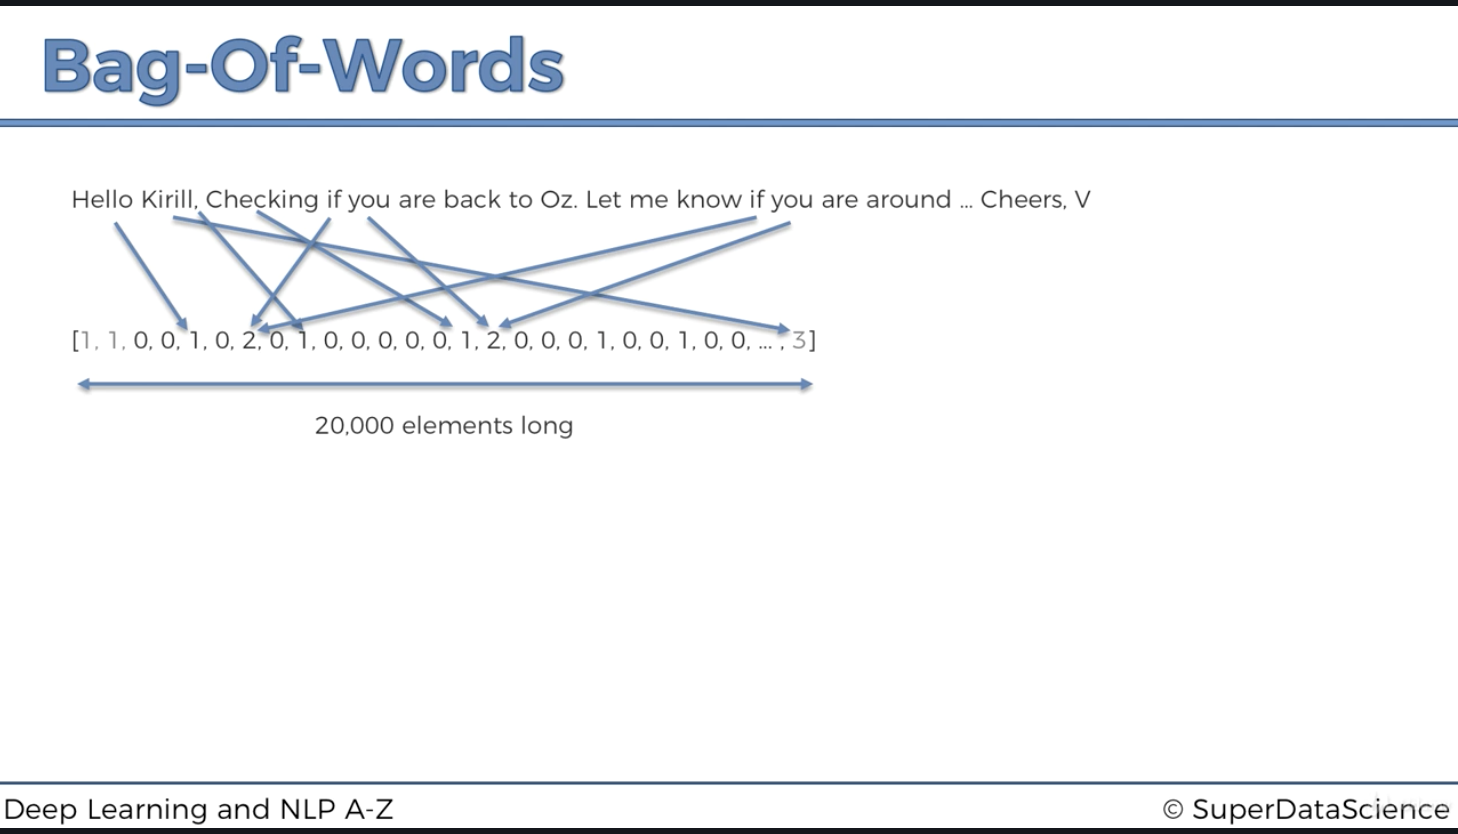 Bag-Of-Words
Hello Kirill, Checking if you are back to Oz. Let me know if you are around ... Cheers, V
[1, 1, 0, 0, 1, 0, 2, 0, 1, 0, 0, 0, 0, 0, 1, 2, 0, 0, 0, 1, 0, 0, 1, 0, 0, ... , 3]
20,000 elements long
Deep Learning and NLP A-Z
© SuperDataScience